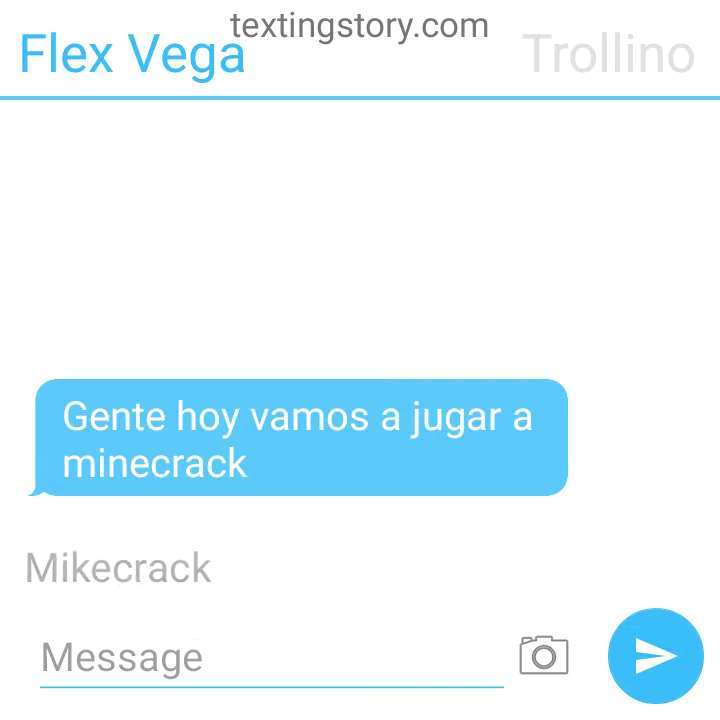 textingstory.com
Flex Vega
Trollino
Gente hoy vamos a jugar a
minecrack
Mikecrack
Message